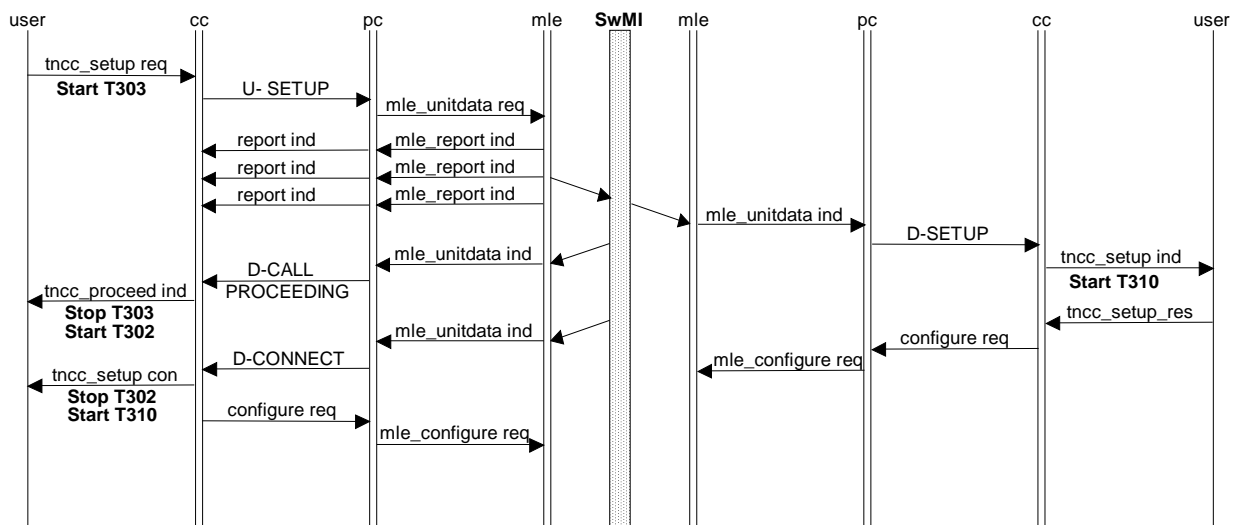 user cc pc mle SwMI mle pc cc user
tncc_setup req
Start T303
U- SETUP
mle_unitdata req
report ind mle_report ind
report ind mle_report ind
report ind mle_report ind
mle_unitdata ind
D-SETUP
tncc_setup ind
Start T310
mle_unitdata ind
D-CALL
PROCEEDING
tncc_proceed ind
Stop T303
Start T302
tncc_setup_res
mle_unitdata ind
configure req
D-CONNECT
mle_configure req
tncc_setup con
Stop T302
Start T310
configure req
mle_configure req